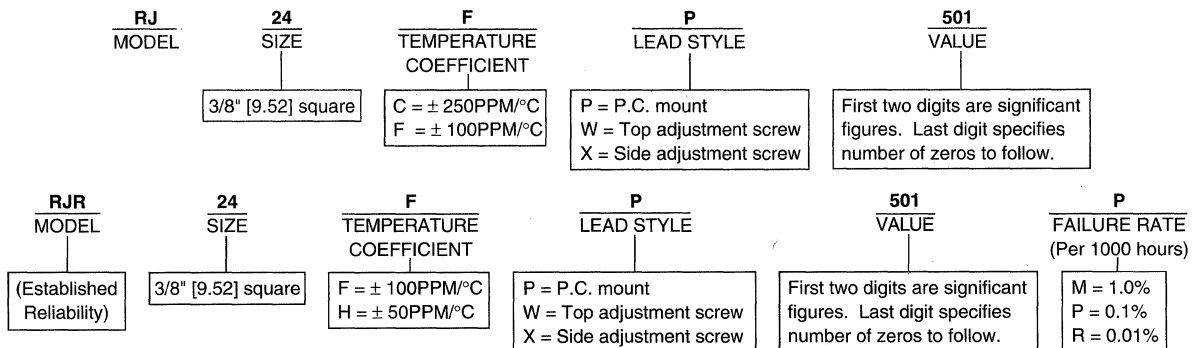 RJ 24 F P 501
MODEL SIZE TEMPERATURE COEFFICIENT LEAD STYLE VALUE
3/8" [9.52] square
C = ± 250PPM/°C
F = ± 100PPM/°C
P = P.C. mount
W = Top adjustment screw
X = Side adjustment screw
First two digits are significant
figures. Last digit specifies
number of zeros to follow.
RJR 24 F P 501 P
MODEL SIZE TEMPERATURE COEFFICIENT LEAD STYLE VALUE FAILURE RATE
(Per 1000 hours)
(Established
Reliability)
3/8" [9.52] square
F = ± 100PPM/°C
H = ± 50PPM/°C
P = P.C. mount
W = Top adjustment screw
X = Side adjustment screw
First two digits are significant
figures. Last digit specifies
number of zeros to follow.
M = 1.0%
P = 0.1%
R = 0.01%